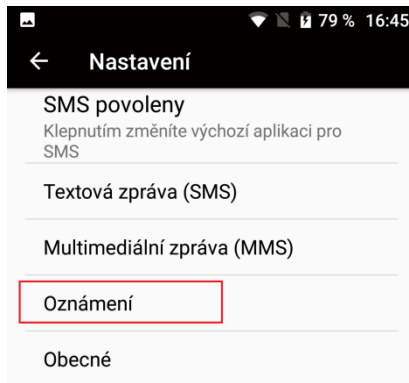 79 % 16:45
Nastavení
SMS povoleny
Klepnutím změníte výchozí aplikaci pro
SMS
Textová zpráva (SMS)
Multimediální zpráva (MMS)
Oznámení
Obecné